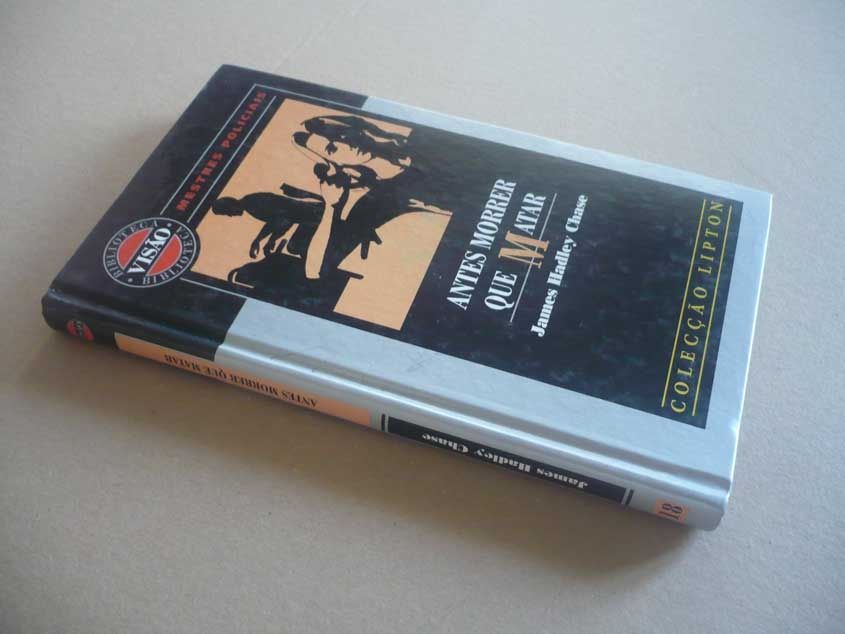 MESTRES POLICIAIS
BIBLIOTECA
VISÃO
BIBLIOTECA
ANTES MORRER
QUE MATAR
James Hadley Chase
COLECÇÃO LIPTON
ANTES MORRER QUE MATAR
James Hadley Chase
18